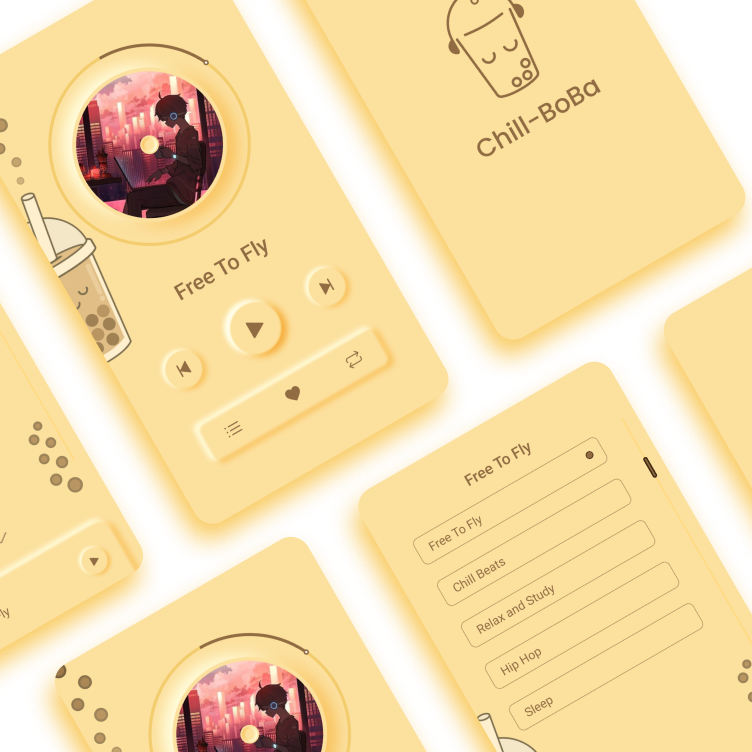 Chill-BoBa
Free To Fly
Free To Fly
Free To Fly
Chill Beats
Relax and Study
Hip Hop
Sleep